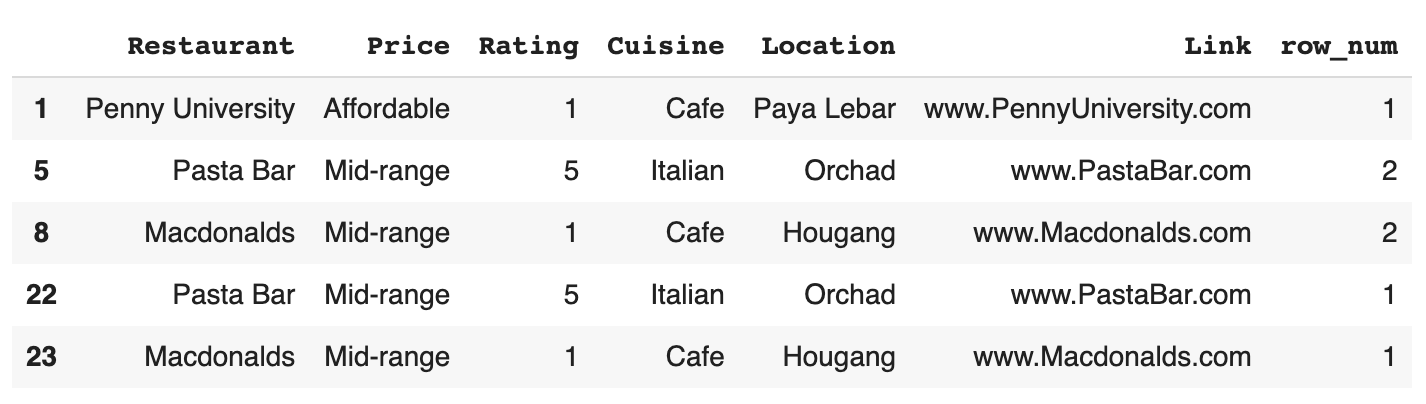 Restaurant Price Rating Cuisine Location Link row_num
1 Penny University Affordable 1 Cafe Paya Lebar www.PennyUniversity.com 1
5 Pasta Bar Mid-range 5 Italian Orchad www.PastaBar.com 2
8 Macdonalds Mid-range 1 Cafe Hougang www.Macdonalds.com 2
22 Pasta Bar Mid-range 5 Italian Orchad www.PastaBar.com 1
23 Macdonalds Mid-range 1 Cafe Hougang www.Macdonalds.com 1